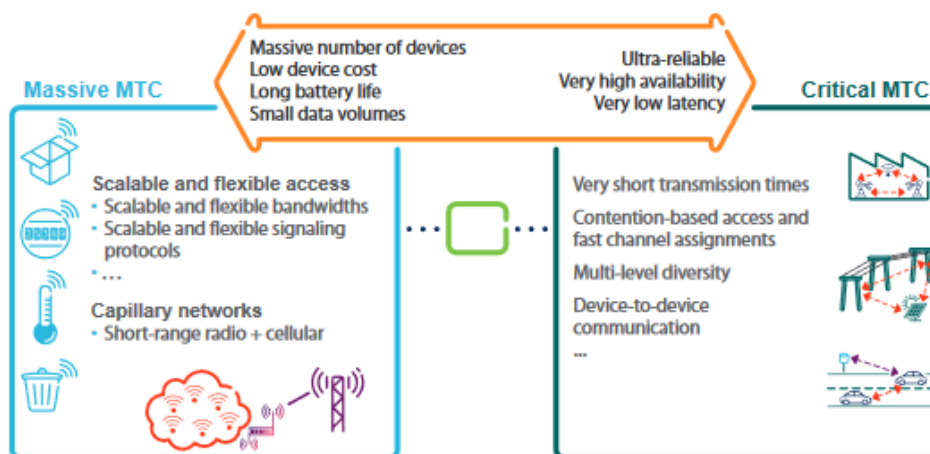 Massive number of devices
Low device cost
Long battery life
Small data volumes
Ultra-reliable
Very high availability
Very low latency
Massive MTC
Critical MTC
Scalable and flexible access
• Scalable and flexible bandwidths
• Scalable and flexible signaling
protocols
• ...
Capillary networks
• Short-range radio + cellular
Very short transmission times
Contention-based access and
fast channel assignments
Multi-level diversity
Device-to-device
communication
...